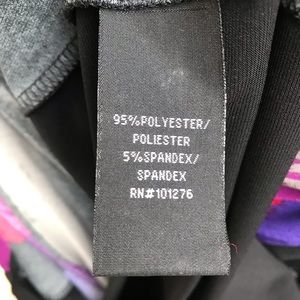 95%POLYESTER/
POLIESTER
5%SPANDEX/
SPANDEX
RN#101276